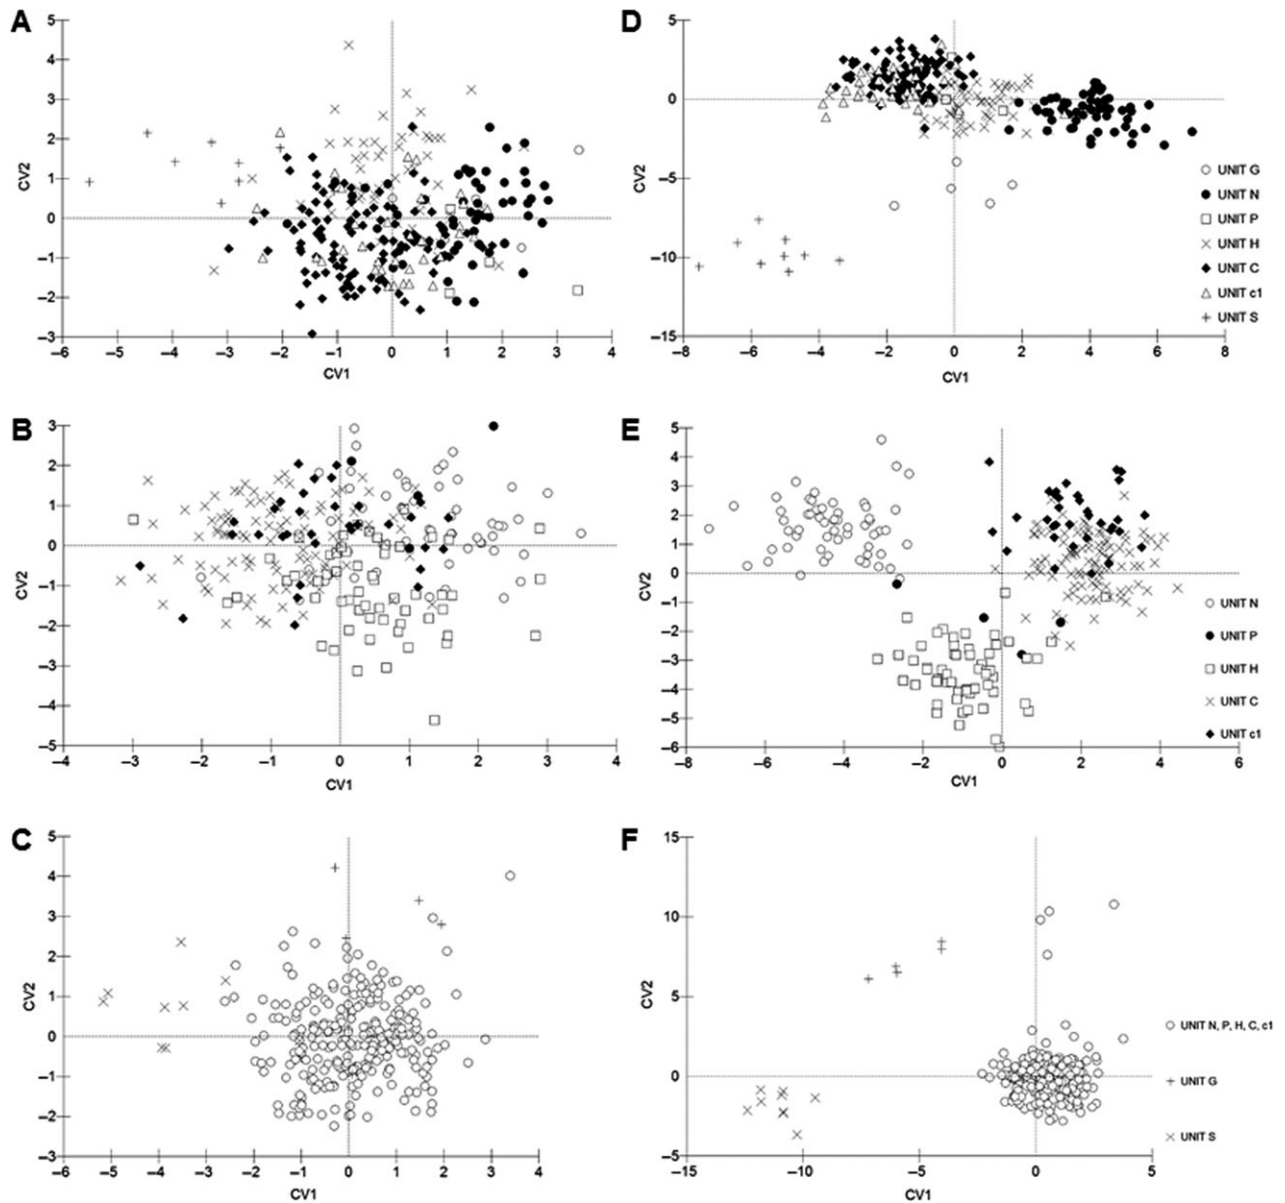 A
5
4
3
2
1
0
−1
−2
−3
CV2
−6 −5 −4 −3 −2 −1 0 1 2 3 4
CV1
D
5
0
−5
−10
−15
CV2
−8 −6 −4 −2 0 2 4 6 8
CV1
UNIT G
UNIT N
UNIT P
UNIT H
UNIT C
UNIT c1
UNIT S
B
3
2
1
0
−1
−2
−3
−4
−5
CV2
−4 −3 −2 −1 0 1 2 3 4
CV1
E
5
4
3
2
1
0
−1
−2
−3
−4
−5
−6
CV2
−8 −6 −4 −2 0 2 4 6
CV1
UNIT N
UNIT P
UNIT H
UNIT C
UNIT c1
C
5
4
3
2
1
0
−1
−2
−3
CV2
−6 −5 −4 −3 −2 −1 0 1 2 3 4
CV1
F
15
10
5
0
−5
CV2
−15 −10 −5 0 5
CV1
UNIT N, P, H, C, c1
UNIT G
UNIT S